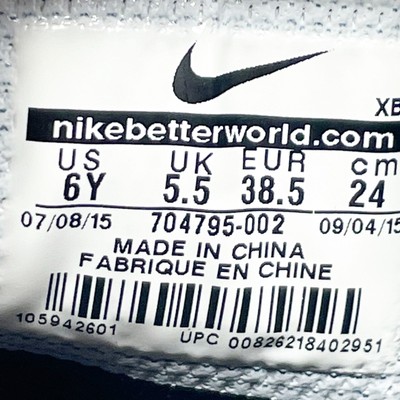 XB
nikebetterworld.com
US UK EUR cm
6Y 5.5 38.5 24
07/08/15 704795-002 09/04/15
MADE IN CHINA
FABRIQUE EN CHINE
105942601 UPC 00826218402951